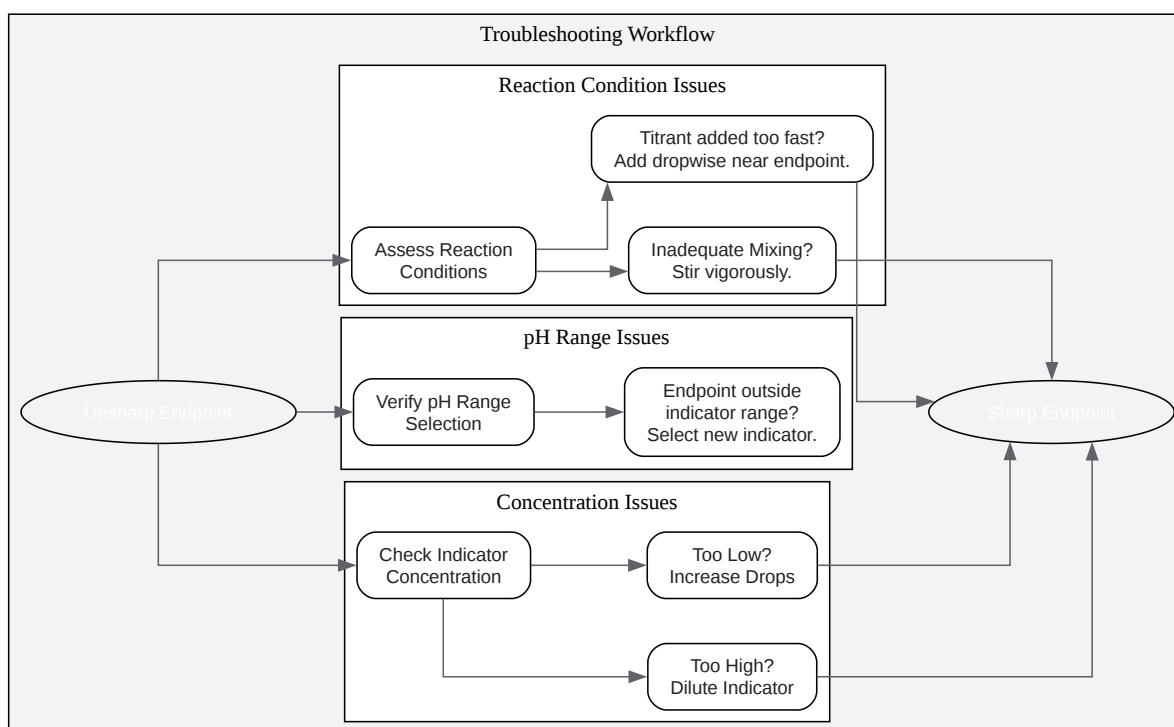 Troubleshooting Workflow
Reaction Condition Issues
Titrant added too fast?
Add dropwise near endpoint.
Assess Reaction
Conditions
Inadequate Mixing?
Stir vigorously.
pH Range Issues
Unsharp Endpoint
Verify pH Range
Selection
Endpoint outside
indicator range?
Select new indicator.
Sharp Endpoint
Concentration Issues
Check Indicator
Concentration
Too Low?
Increase Drops
Too High?
Dilute Indicator